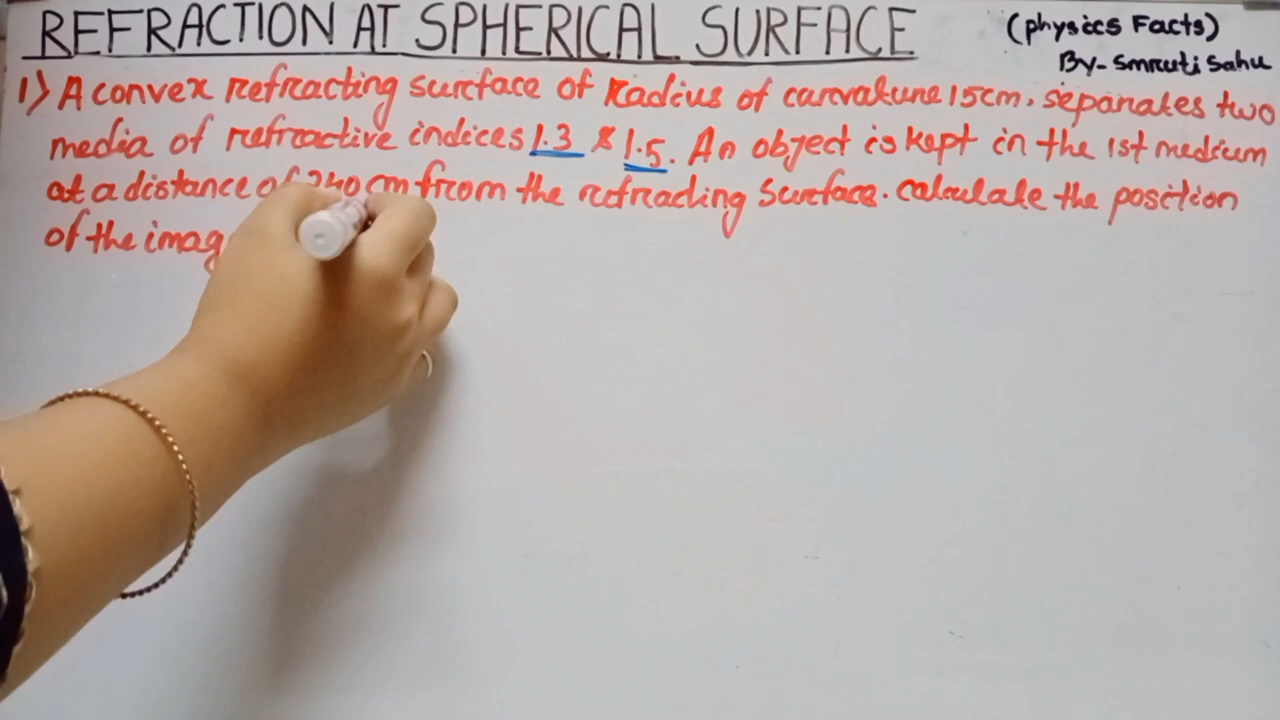 REFRACTION AT SPHERICAL SURFACE
(physics Facts)
By- Smruti Sahu
1) A convex refracting surface of Radius of curvature 15cm. separates two
media of refractive indices 1.3 & 1.5. An object is kept in the 1st medium
at a distance of 240 cm from the refracting surface. calculate the position
of the imag